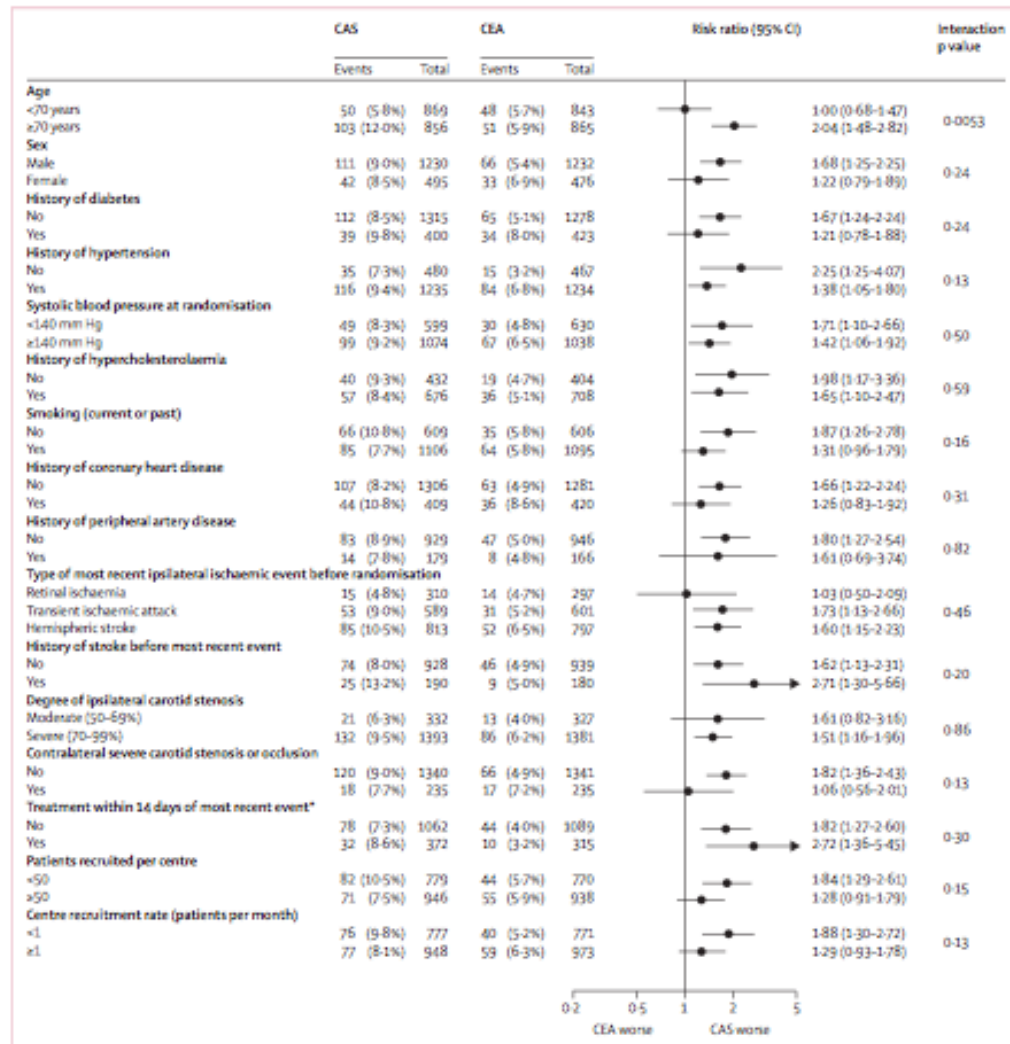 CAS CEA Risk ratio (95% CI) Interaction p value
Events Total Events Total
Age
<70 years 50 (5·8%) 869 48 (5·7%) 843 1·00 (0·68–1·47) 0·0053
≥70 years 103 (12·0%) 856 51 (5·9%) 865 2·04 (1·48–2·82)
Sex
Male 111 (9·0%) 1230 66 (5·4%) 1232 1·68 (1·25–2·25) 0·24
Female 42 (8·5%) 495 33 (6·9%) 476 1·22 (0·79–1·89)
History of diabetes
No 112 (8·5%) 1315 65 (5·1%) 1278 1·67 (1·24–2·24) 0·24
Yes 39 (9·8%) 400 34 (8·0%) 423 1·21 (0·78–1·88)
History of hypertension
No 35 (7·3%) 480 15 (3·2%) 467 2·25 (1·25–4·07) 0·13
Yes 116 (9·4%) 1235 84 (6·8%) 1234 1·38 (1·05–1·80)
Systolic blood pressure at randomisation
<140 mm Hg 49 (8·3%) 599 30 (4·8%) 630 1·71 (1·10–2·66) 0·50
≥140 mm Hg 99 (9·2%) 1074 67 (6·5%) 1038 1·42 (1·06–1·92)
History of hypercholesterolaemia
No 40 (9·3%) 432 19 (4·7%) 404 1·98 (1·17–3·36) 0·59
Yes 57 (8·4%) 676 36 (5·1%) 708 1·65 (1·10–2·47)
Smoking (current or past)
No 66 (10·8%) 609 35 (5·8%) 606 1·87 (1·26–2·78) 0·16
Yes 85 (7·7%) 1106 64 (5·8%) 1095 1·31 (0·96–1·79)
History of coronary heart disease
No 107 (8·2%) 1306 63 (4·9%) 1281 1·66 (1·22–2·24) 0·31
Yes 44 (10·8%) 409 36 (8·6%) 420 1·26 (0·83–1·92)
History of peripheral artery disease
No 83 (8·9%) 929 47 (5·0%) 946 1·80 (1·27–2·54) 0·82
Yes 14 (7·8%) 179 8 (4·8%) 166 1·61 (0·69–3·74)
Type of most recent ipsilateral ischaemic event before randomisation
Retinal ischaemia 15 (4·8%) 310 14 (4·7%) 297 1·03 (0·50–2·09)
Transient ischaemic attack 53 (9·0%) 589 31 (5·2%) 601 1·73 (1·13–2·66) 0·46
Hemispheric stroke 85 (10·5%) 813 52 (6·5%) 797 1·60 (1·15–2·23)
History of stroke before most recent event
No 74 (8·0%) 928 46 (4·9%) 939 1·62 (1·13–2·31) 0·20
Yes 25 (13·2%) 190 9 (5·0%) 180 2·71 (1·30–5·66)
Degree of ipsilateral carotid stenosis
Moderate (50–69%) 21 (6·3%) 332 13 (4·0%) 327 1·61 (0·82–3·16) 0·86
Severe (70–99%) 132 (9·5%) 1393 86 (6·2%) 1381 1·51 (1·16–1·96)
Contralateral severe carotid stenosis or occlusion
No 120 (9·0%) 1340 66 (4·9%) 1341 1·82 (1·36–2·43) 0·13
Yes 18 (7·7%) 235 17 (7·2%) 235 1·06 (0·56–2·01)
Treatment within 14 days of most recent event*
No 78 (7·3%) 1062 44 (4·0%) 1089 1·82 (1·27–2·60) 0·30
Yes 32 (8·6%) 372 10 (3·2%) 315 2·72 (1·36–5·45)
Patients recruited per centre
<50 82 (10·5%) 779 44 (5·7%) 770 1·84 (1·29–2·61) 0·15
≥50 71 (7·5%) 946 55 (5·9%) 938 1·28 (0·91–1·79)
Centre recruitment rate (patients per month)
<1 76 (9·8%) 777 40 (5·2%) 771 1·88 (1·30–2·72) 0·13
≥1 77 (8·1%) 948 59 (6·3%) 973 1·29 (0·93–1·78)
0·2 0·5 1 2 5
CEA worse CAS worse